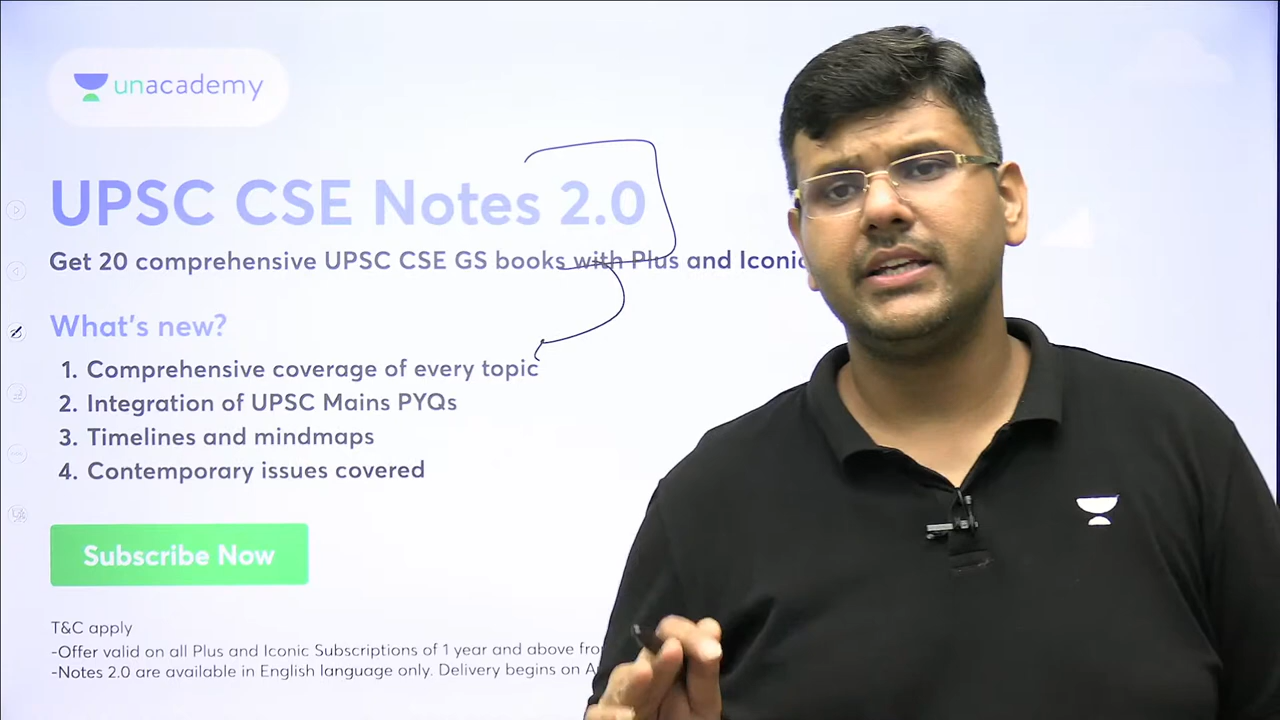 unacademy
UPSC CSE Notes 2.0
Get 20 comprehensive UPSC CSE GS books with Plus and Iconic
What's new?
1. Comprehensive coverage of every topic
2. Integration of UPSC Mains PYQs
3. Timelines and mindmaps
4. Contemporary issues covered
Subscribe Now
T&C apply
-Offer valid on all Plus and Iconic Subscriptions of 1 year and above
-Notes 2.0 are available in English language only. Delivery begins on